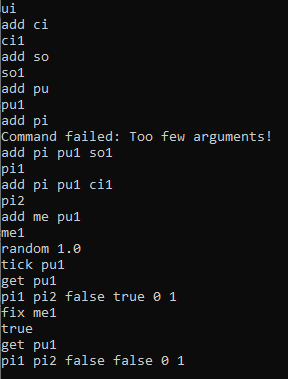 ui
add ci
ci1
add so
so1
add pu
pu1
add pi
Command failed: Too few arguments!
add pi pu1 so1
pi1
add pi pu1 ci1
pi2
add me pu1
me1
random 1.0
tick pu1
get pu1
pi1 pi2 false true 0 1
fix me1
true
get pu1
pi1 pi2 false false 0 1